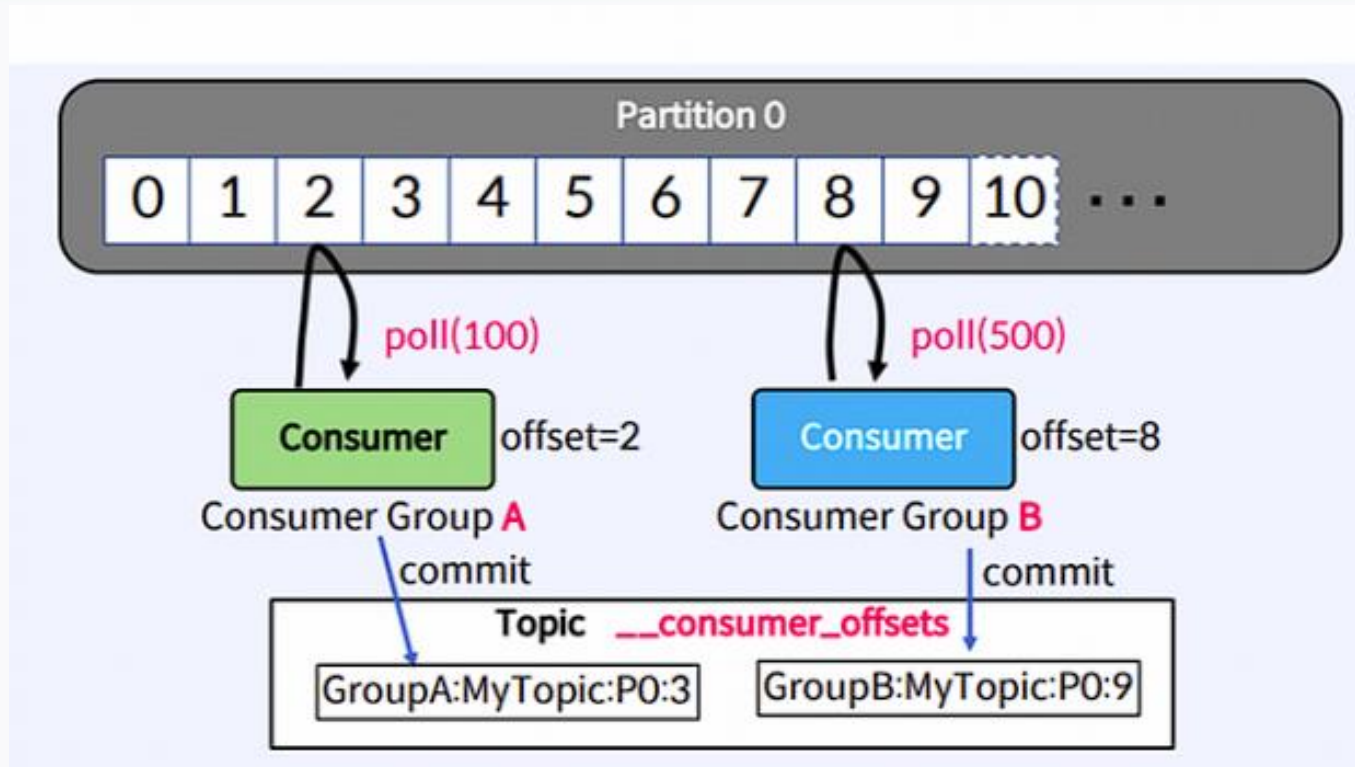 Partition 0
0 1 2 3 4 5 6 7 8 9 10 ...
poll(100)
poll(500)
Consumer
offset=2
Consumer
offset=8
Consumer Group A
Consumer Group B
commit
commit
Topic __consumer_offsets
GroupA:MyTopic:P0:3
GroupB:MyTopic:P0:9